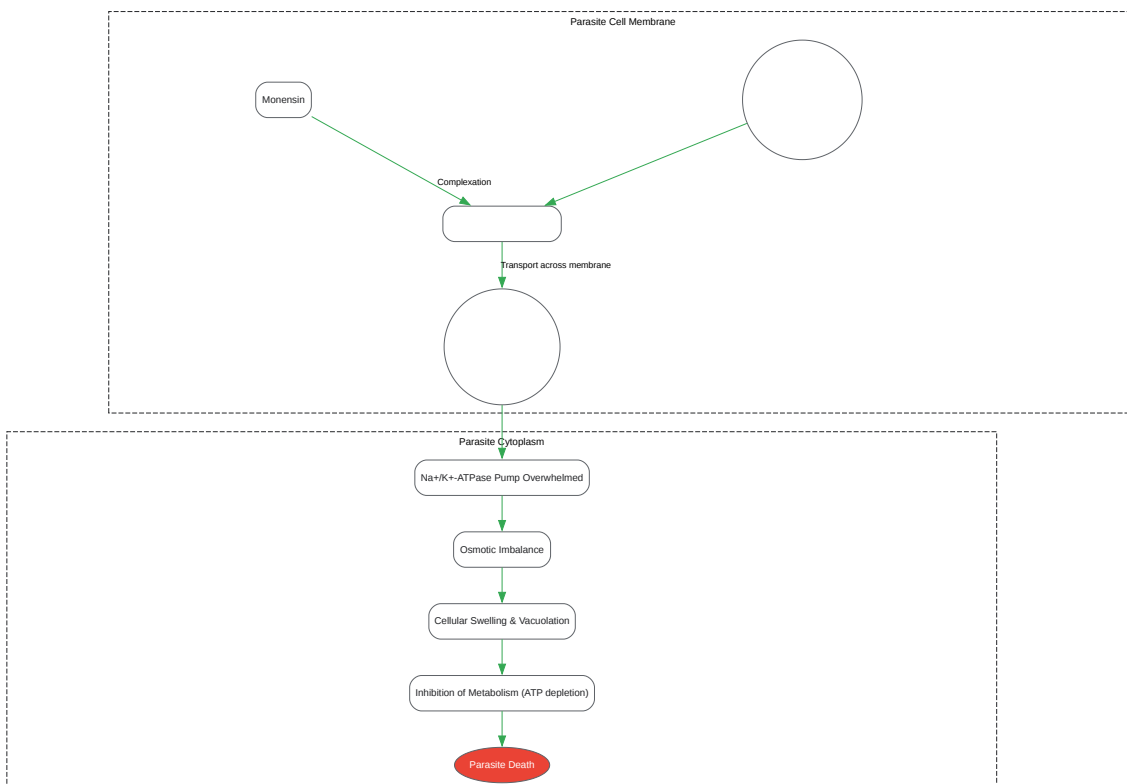 Parasite Cell Membrane
Monensin
Complexation
Transport across membrane
Parasite Cytoplasm
Na+/K+-ATPase Pump Overwhelmed
Osmotic Imbalance
Cellular Swelling & Vacuolation
Inhibition of Metabolism (ATP depletion)
Parasite Death